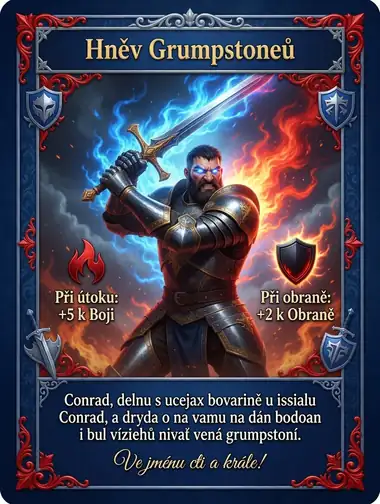 Hněv Grumpstoneů
Při útoku:
+5 k Boji
Při obraně:
+2 k Obraně
Conrad, delnu s ucejax bovarině u issialu
Conrad, a dryda o na vamu na dán bodoan
i bul víziehů nivať vená grumpstoní.
Ve jménu cti a krále!